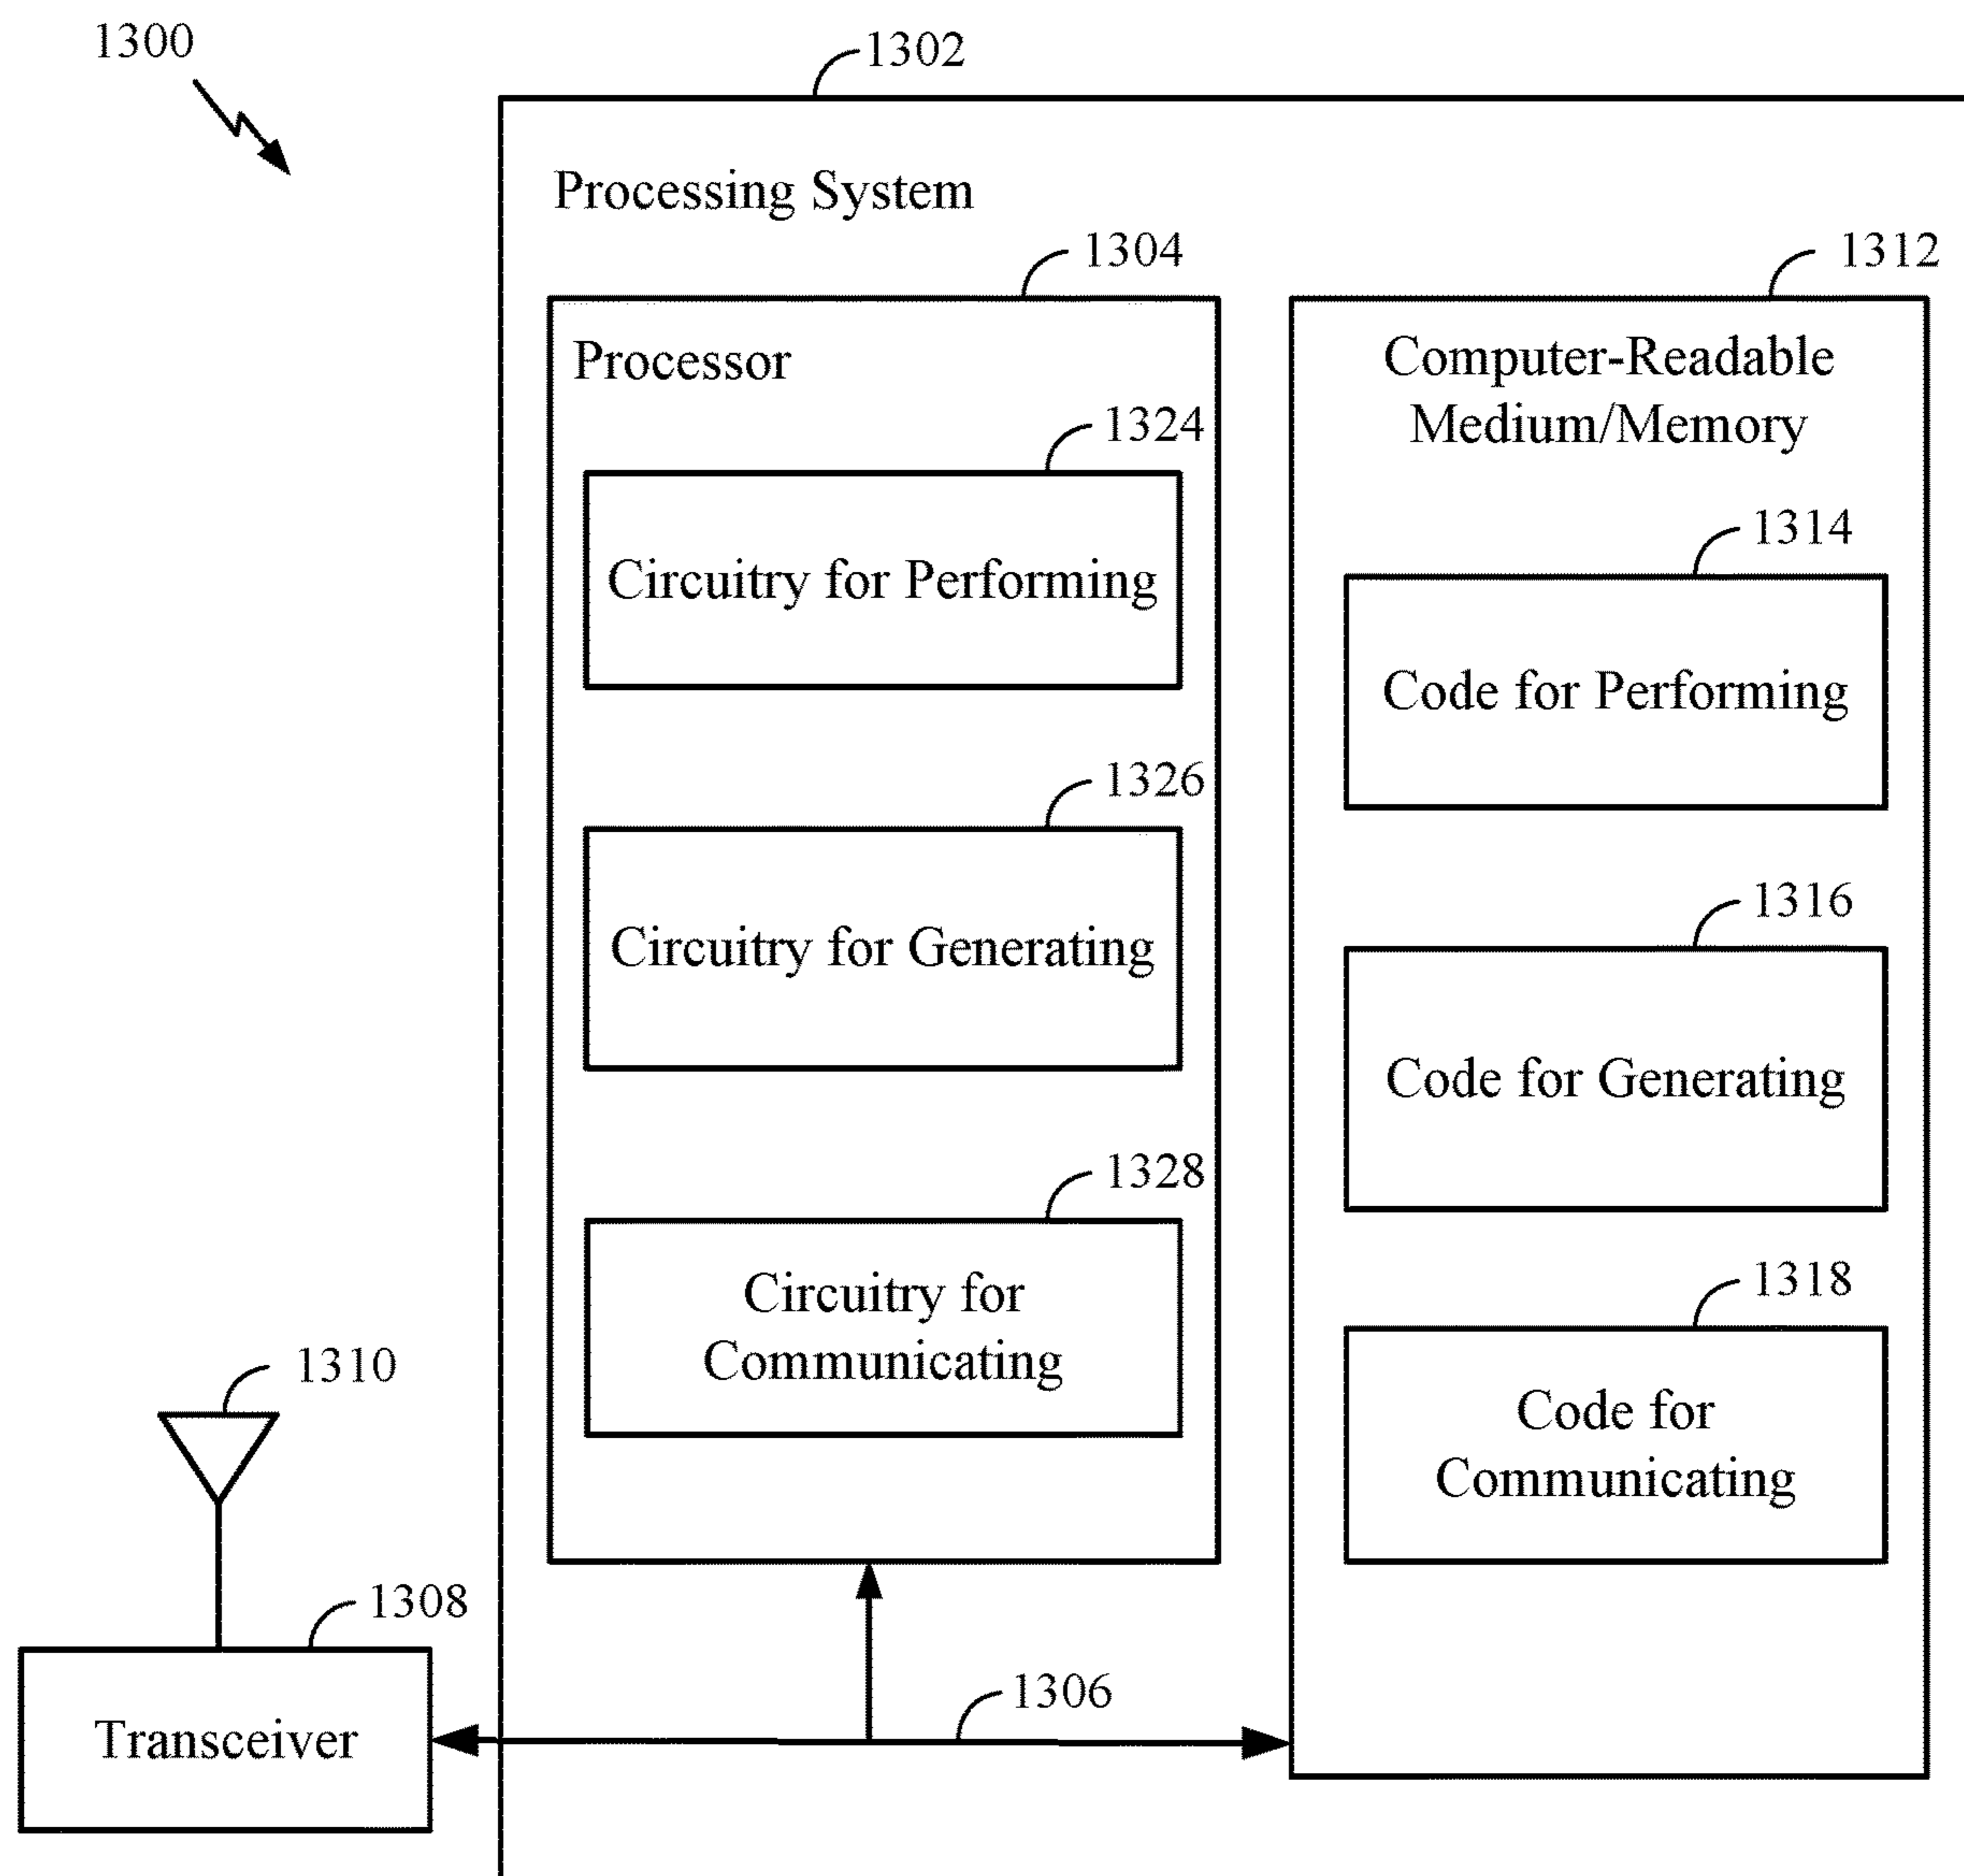 1300
1302
Processing System
1304
Processor
1324
Circuitry for Performing
1326
Circuitry for Generating
1328
Circuitry for
Communicating
1312
Computer-Readable
Medium/Memory
1314
Code for Performing
1316
Code for Generating
1318
Code for
Communicating
1310
1308
Transceiver
1306